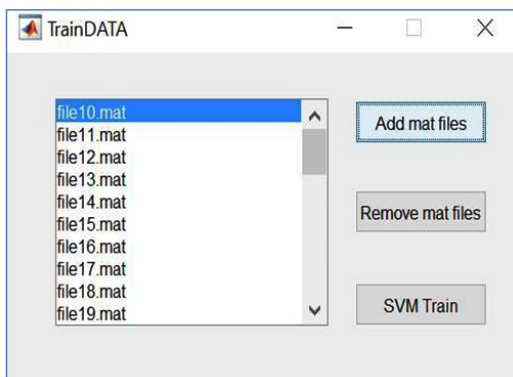 TrainDATA
file10.mat
file11.mat
file12.mat
file13.mat
file14.mat
file15.mat
file16.mat
file17.mat
file18.mat
file19.mat
Add mat files
Remove mat files
SVM Train